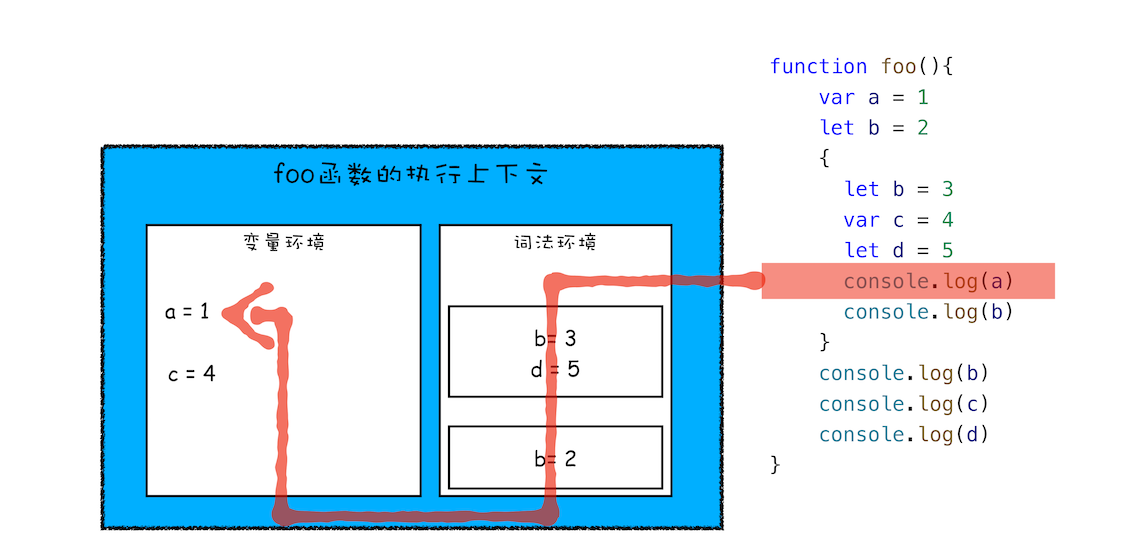 foo函数的执行上下文
变量环境
a = 1
c = 4
词法环境
b= 3
d = 5
b= 2
function foo(){
    var a = 1
    let b = 2
    {
      let b = 3
      var c = 4
      let d = 5
      console.log(a)
      console.log(b)
    }
    console.log(b)
    console.log(c)
    console.log(d)
}